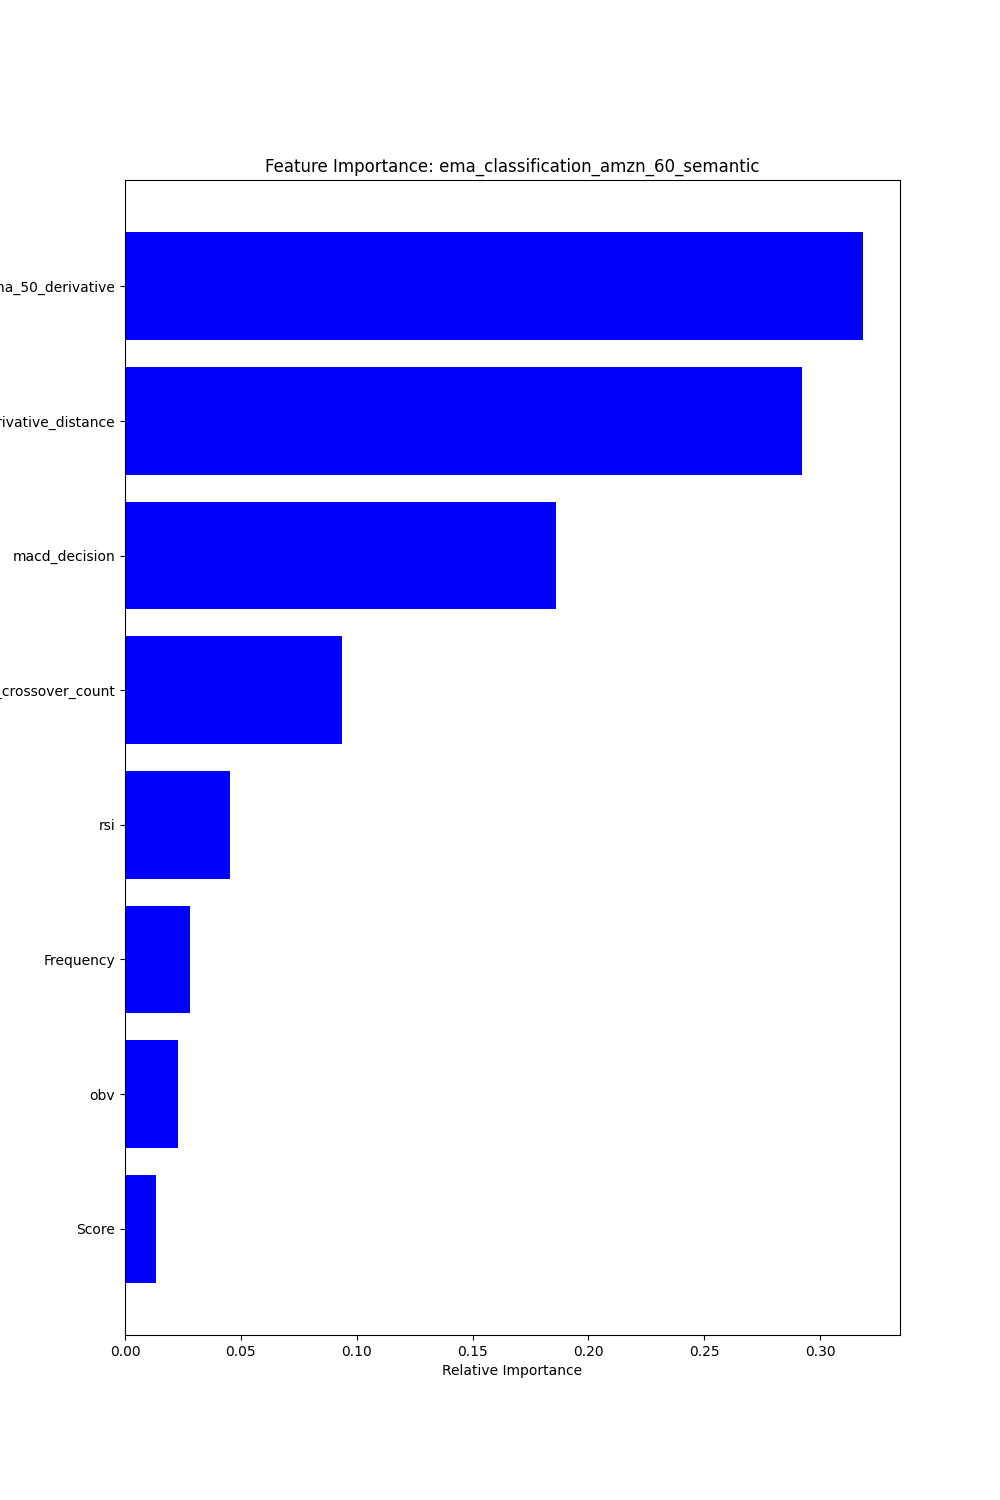 Feature Importance: ema_classification_amzn_60_semantic
na_50_derivative
rivative_distance
macd_decision
_crossover_count
rsi
Frequency
obv
Score
0.00 0.05 0.10 0.15 0.20 0.25 0.30
Relative Importance